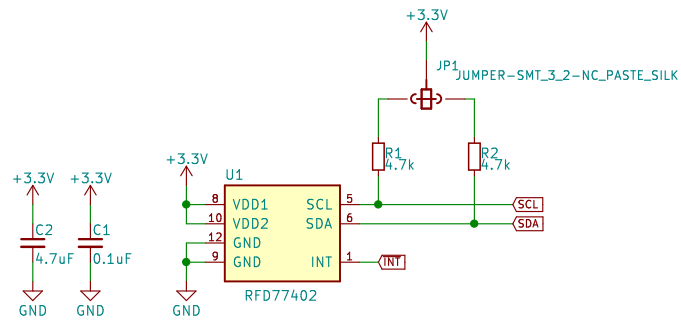 +3.3V
JP1
JUMPER-SMT_3_2-NC_PASTE_SILK
R1
4.7k
R2
4.7k
+3.3V
U1
+3.3V
+3.3V
8 VDD1 SCL 5
SCL
10 VDD2 SDA 6
SDA
12 GND
9 GND INT 1
INT
C2
4.7uF
C1
0.1uF
RFD77402
GND
GND
GND